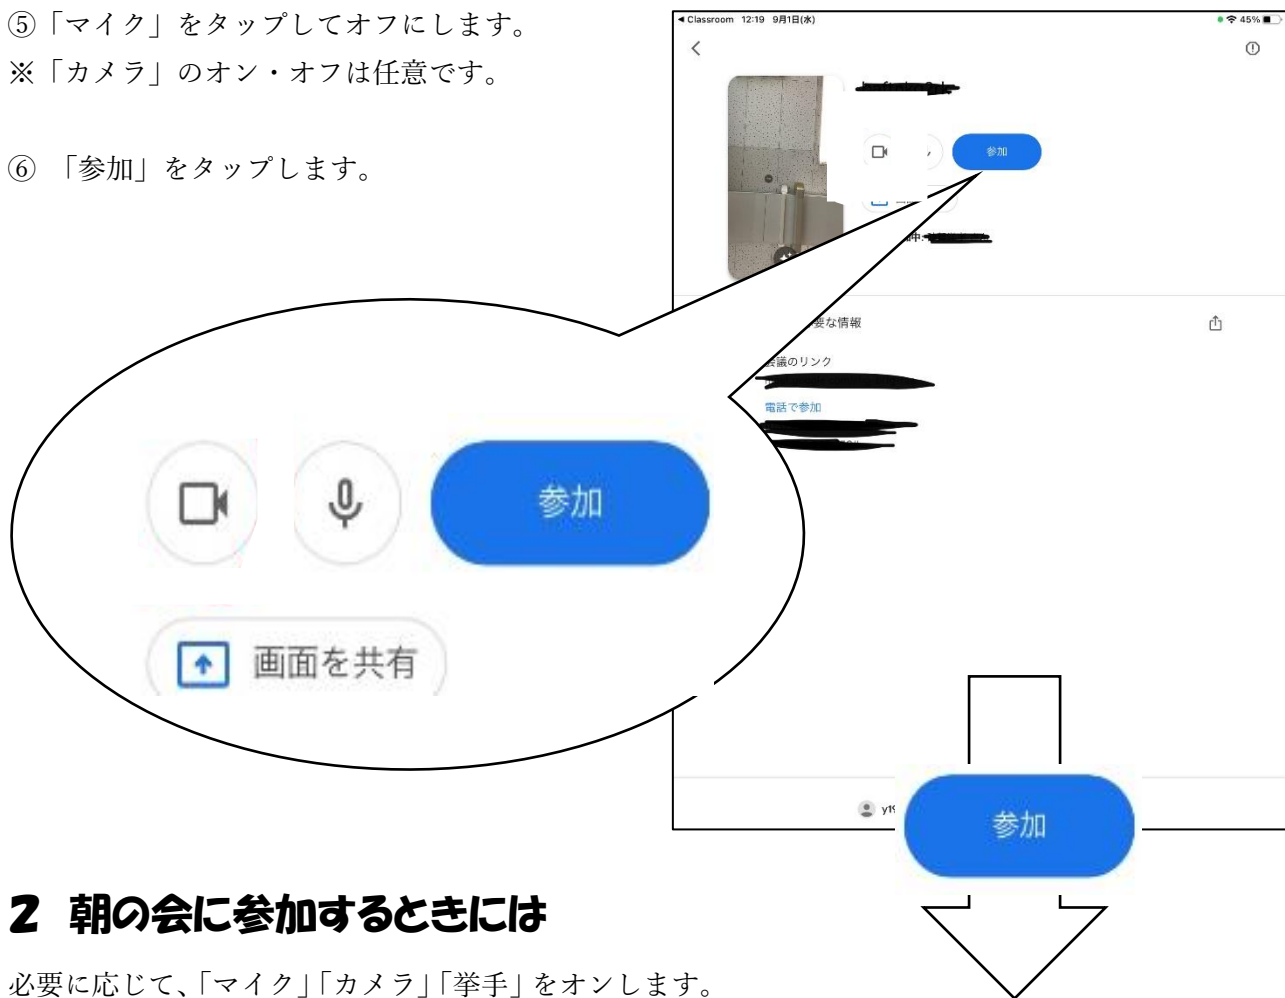 ⑤「マイク」をタップしてオフにします。
※「カメラ」のオン・オフは任意です。
⑥ 「参加」をタップします。
◀ Classroom 12:19 9月1日(水)
45%
参加
要な情報
会議のリンク
電話で参加
参加
画面を共有
参加
2 朝の会に参加するときには
必要に応じて、「マイク」「カメラ」「挙手」をオンします。